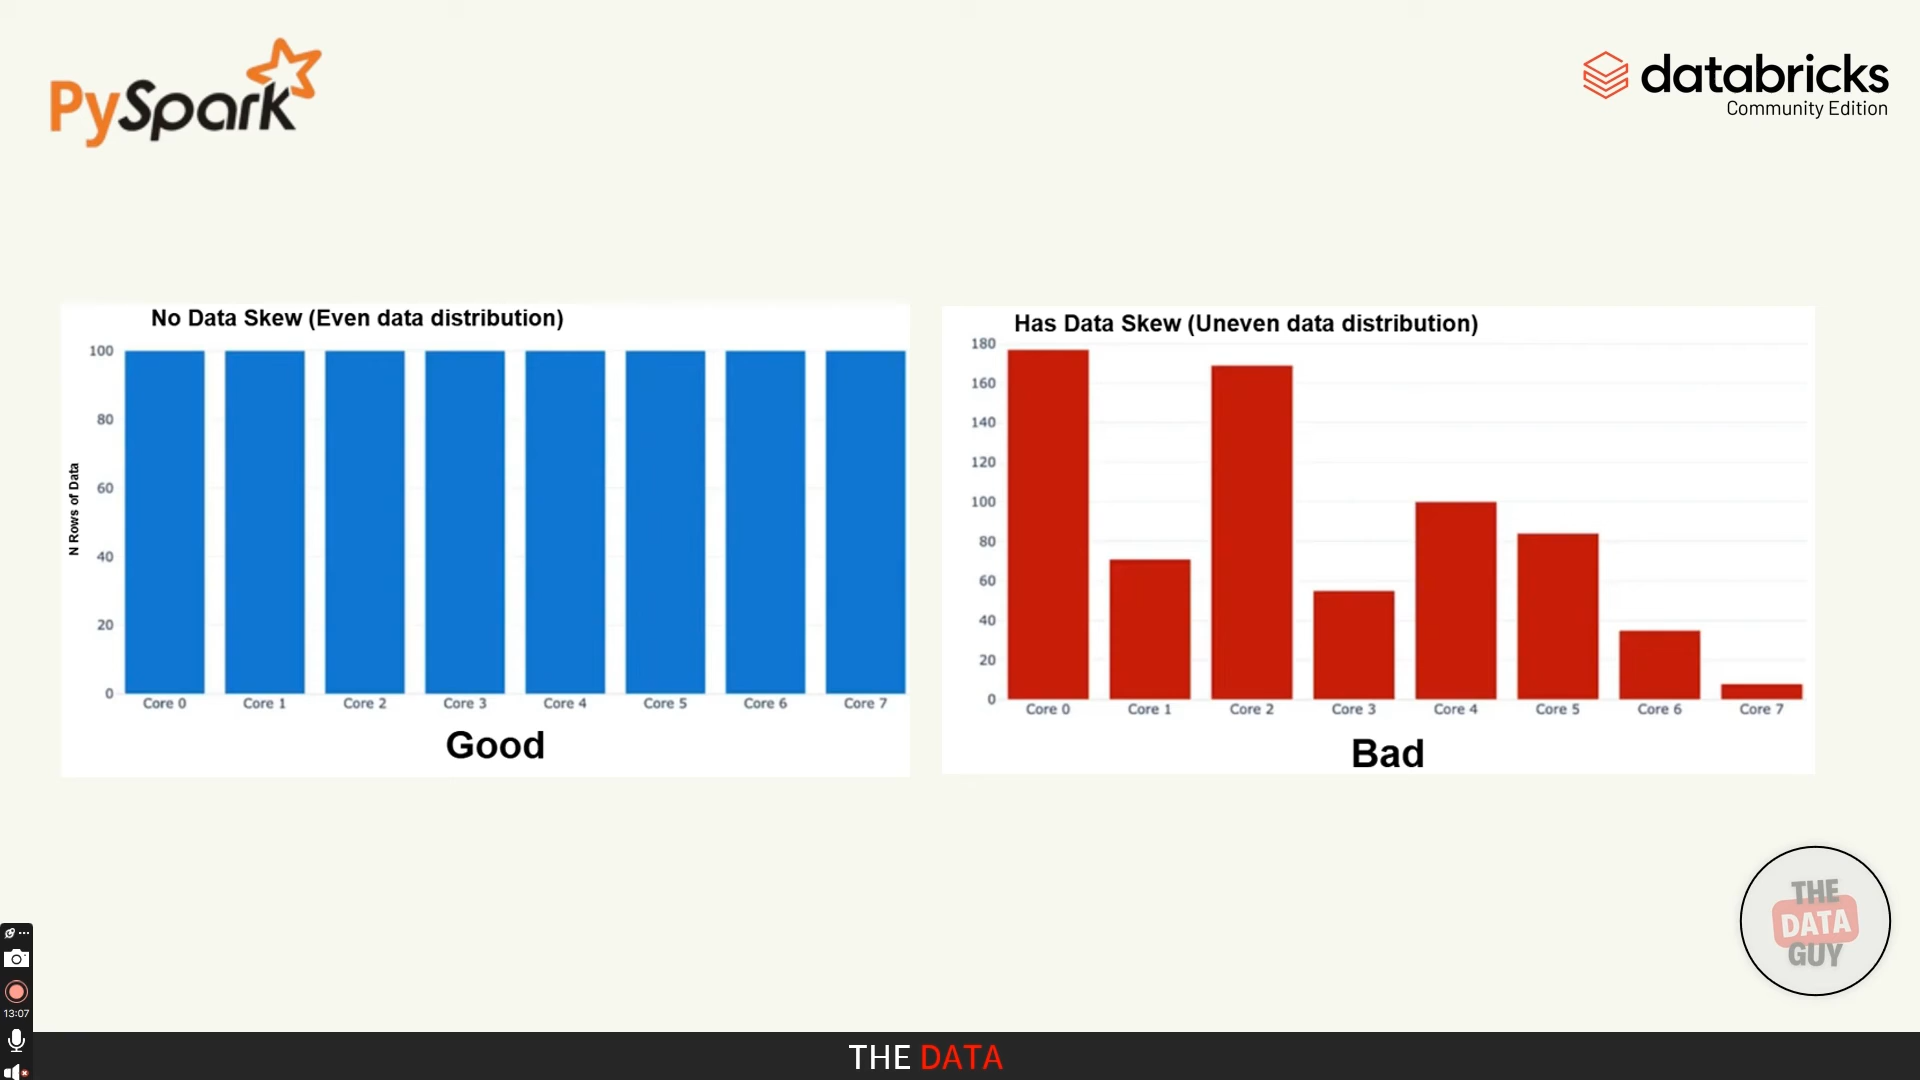 PySpark
databricks
Community Edition
No Data Skew (Even data distribution)
100
80
60
40
20
0
N Rows of Data
Core 0 Core 1 Core 2 Core 3 Core 4 Core 5 Core 6 Core 7
Good
Has Data Skew (Uneven data distribution)
180
160
140
120
100
80
60
40
20
0
Core 0 Core 1 Core 2 Core 3 Core 4 Core 5 Core 6 Core 7
Bad
THE
DATA
GUY
13:07
THE DATA